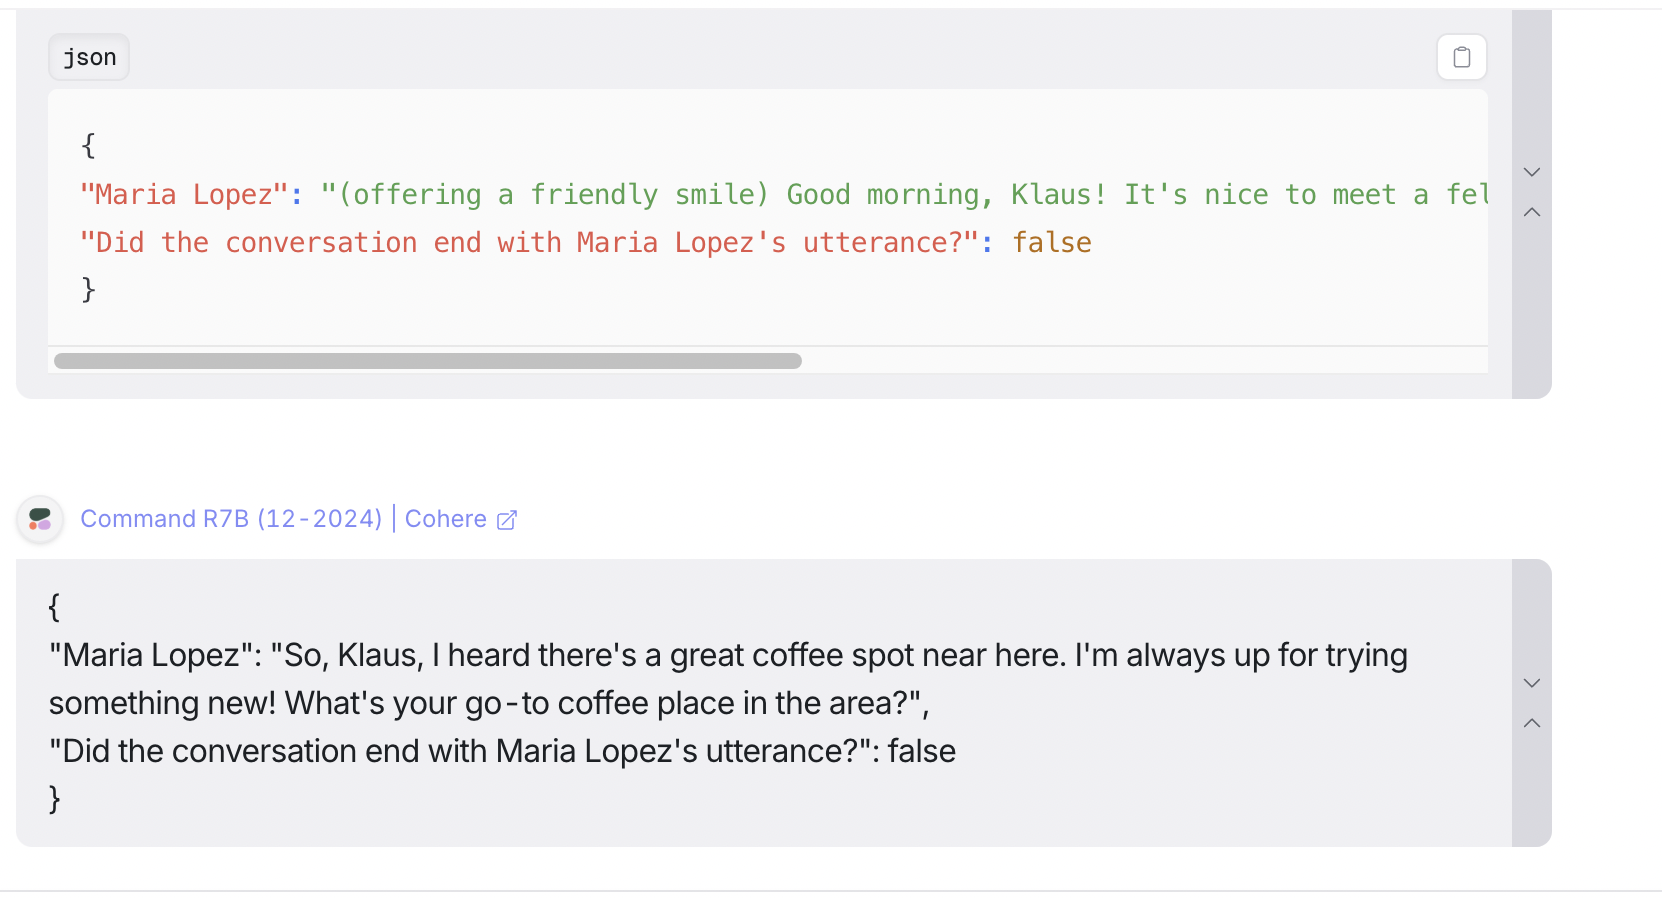 json
{
"Maria Lopez": "(offering a friendly smile) Good morning, Klaus! It's nice to meet a
"Did the conversation end with Maria Lopez's utterance?": false
}
Command R7B (12-2024) | Cohere
{
"Maria Lopez": "So, Klaus, I heard there's a great coffee spot near here. I'm always up for trying
something new! What's your go-to coffee place in the area?",
"Did the conversation end with Maria Lopez's utterance?": false
}